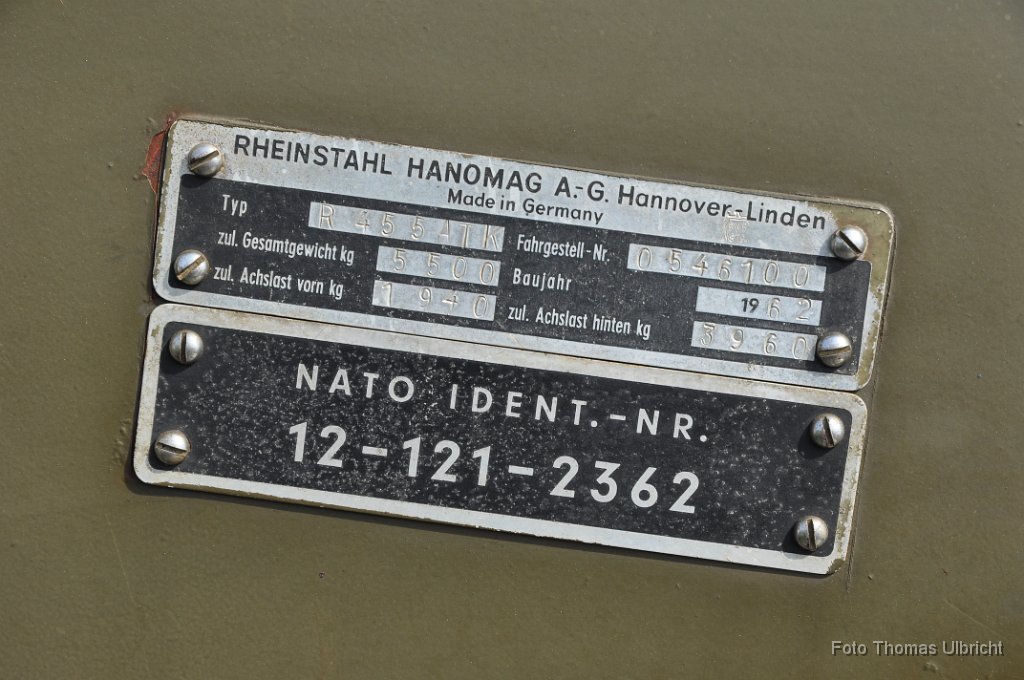 RHEINSTAHL HANOMAG A.-G. Hannover-Linden
Made in Germany
Typ R 455 ATK Fahrgestell-Nr. 0546100
zul. Gesamtgewicht kg 5500 Baujahr 1962
zul. Achslast vorn kg 1940 zul. Achslast hinten kg 3960
NATO IDENT.-NR.
12-121-2362
Foto Thomas Ulbricht